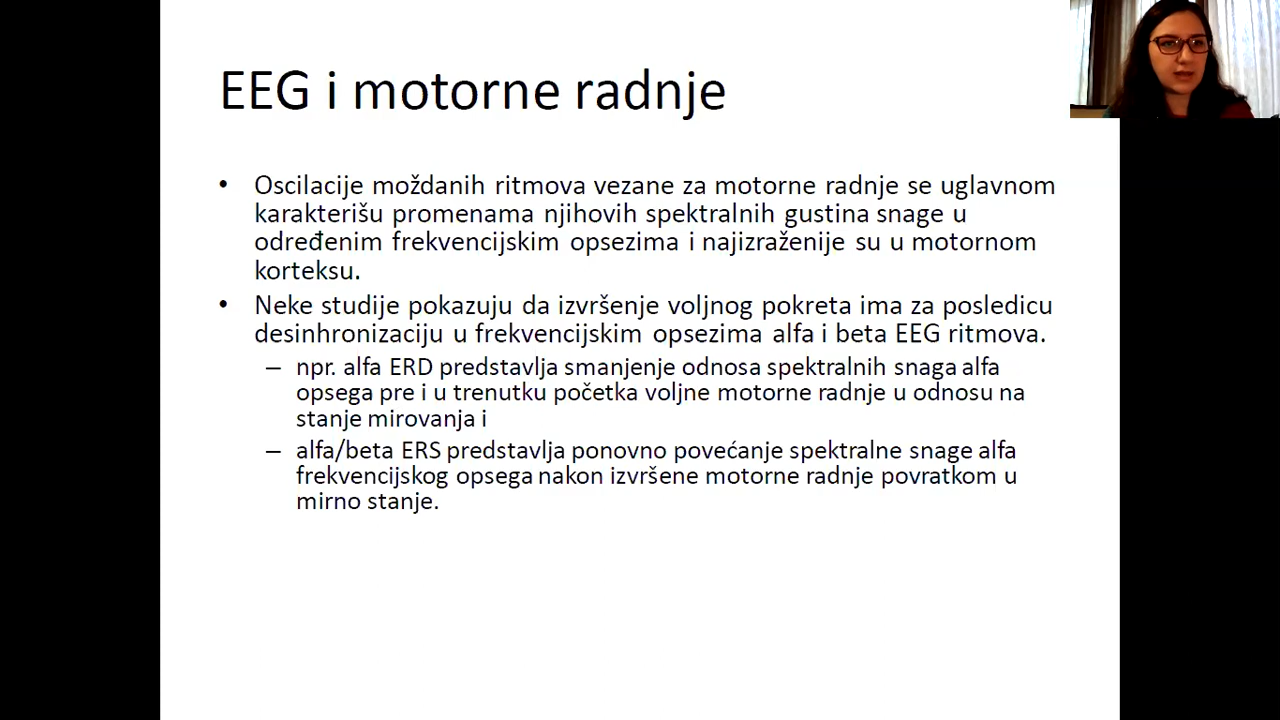 EEG i motorne radnje
• Oscilacije moždanih ritmova vezane za motorne radnje se uglavnom
karakterišu promenama njihovih spektralnih gustina snage u
određenim frekvencijskim opsezima i najizraženije su u motornom
korteksu.
• Neke studije pokazuju da izvršenje voljnog pokreta ima za posledicu
desinhronizaciju u frekvencijskim opsezima alfa i beta EEG ritmova.
– npr. alfa ERD predstavlja smanjenje odnosa spektralnih snaga alfa
opsega pre i u trenutku početka voljne motorne radnje u odnosu na
stanje mirovanja i
– alfa/beta ERS predstavlja ponovno povećanje spektralne snage alfa
frekvencijskog opsega nakon izvršene motorne radnje povratkom u
mirno stanje.